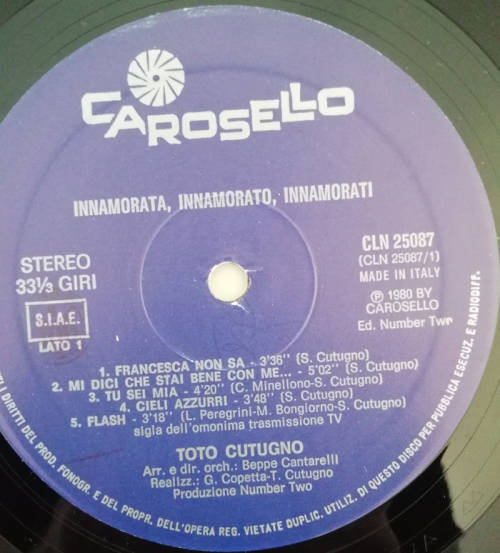 CAROSELLO
INNAMORATA, INNAMORATO, INNAMORATI
STEREO
33⅓ GIRI
S.I.A.E.
LATO 1
CLN 25087
(CLN 25087/1)
MADE IN ITALY
Ⓟ 1980 BY
CAROSELLO
Ed. Number Two
1. FRANCESCA NON SA - 3'36'' (S. Cutugno)
2. MI DICI CHE STAI BENE CON ME... - 5'02'' (S. Cutugno)
3. TU SEI MIA - 4'20'' (C. Minellono-S. Cutugno)
4. CIELI AZZURRI - 3'48'' (S. Cutugno)
5. FLASH - 3'18'' (L. Peregrini-M. Bongiorno-S. Cutugno)
sigla dell'omonima trasmissione TV
TOTO CUTUGNO
Arr. e dir. orch.: Beppe Cantarelli
Realizz.: G. Copetta-T. Cutugno
Produzione Number Two
I DIRITTI DEL PROD. FONOGR. E DEL PROPR. DELL'OPERA REG. VIETATE DUPLIC. UTILIZ. DI QUESTO DISCO PER PUBBLICA ESECUZ. E RADIODIFF.